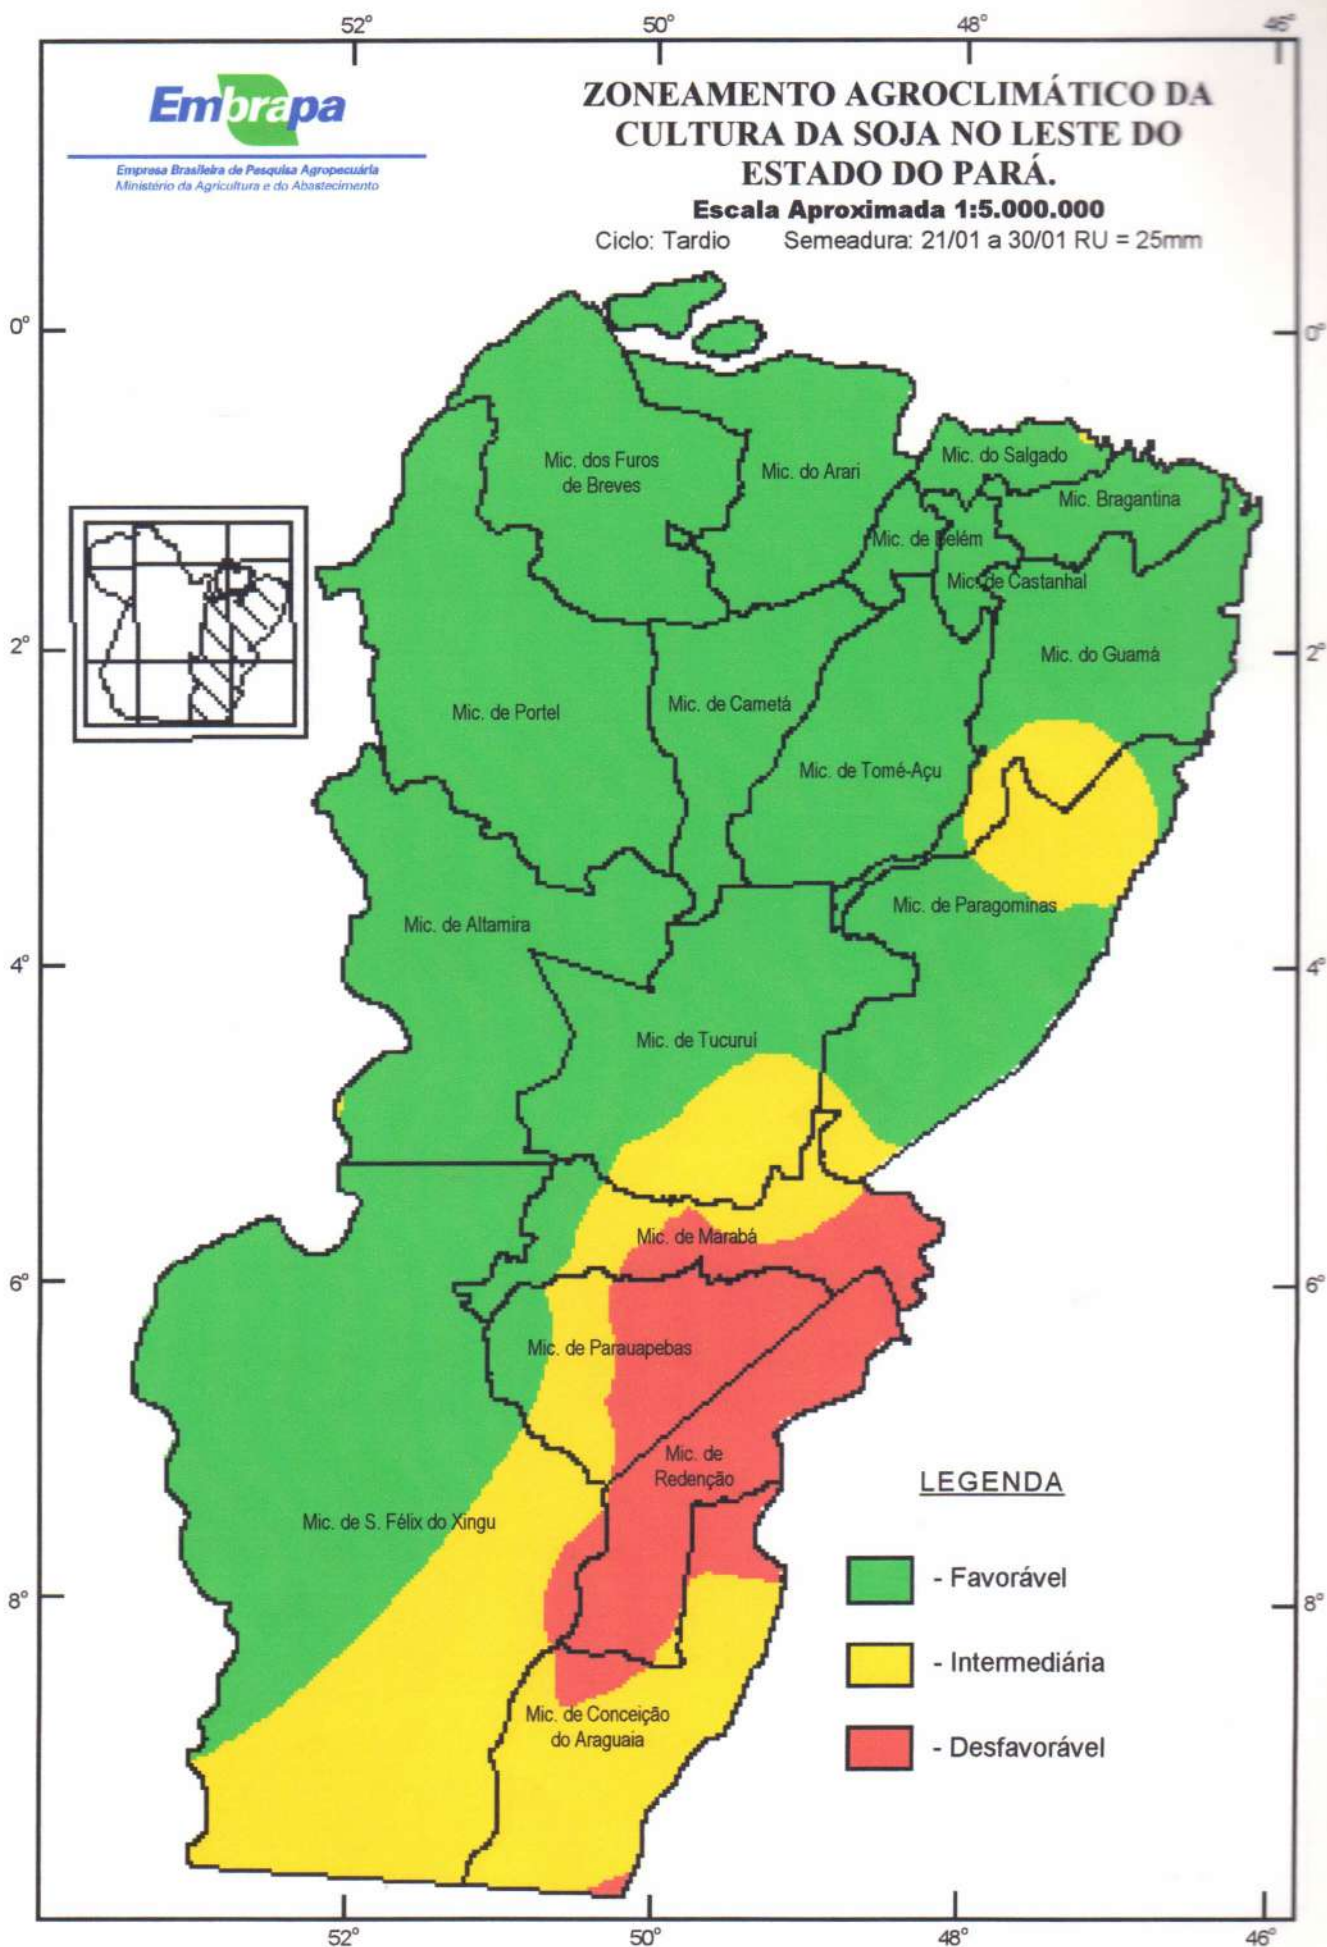 52°
50°
48°
46°
Embrapa
Empresa Brasileira de Pesquisa Agropecuária
Ministério da Agricultura e do Abastecimento
ZONEAMENTO AGROCLIMÁTICO DA
CULTURA DA SOJA NO LESTE DO
ESTADO DO PARÁ.
Escala Aproximada 1:5.000.000
Ciclo: Tardio Semeadura: 21/01 a 30/01 RU = 25mm
0°
0°
Mic. dos Furos
de Breves
Mic. do Arari
Mic. do Salgado
Mic. Bragantina
Mic. de Belém
Mic. de Castanhal
2°
2°
Mic. do Guamá
Mic. de Portel
Mic. de Cametá
Mic. de Tomé-Açu
Mic. de Paragominas
Mic. de Altamira
4°
4°
Mic. de Tucuruí
Mic. de Marabá
6°
6°
Mic. de Parauapebas
Mic. de
Redenção
Mic. de S. Félix do Xingu
LEGENDA
- Favorável
8°
8°
- Intermediária
Mic. de Conceição
do Araguaia
- Desfavorável
52°
50°
48°
46°